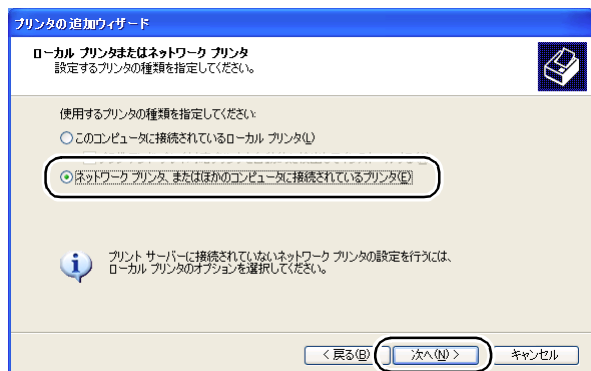 プリンタの追加ウィザード
ローカル プリンタまたはネットワーク プリンタ
設定するプリンタの種類を指定してください。
使用するプリンタの種類を指定してください:
このコンピュータに接続されているローカル プリンタ(L)
ネットワーク プリンタ、またはほかのコンピュータに接続されているプリンタ(E)
プリント サーバーに接続されていないネットワーク プリンタの設定を行うには、
ローカル プリンタのオプションを選択してください。
< 戻る(B) 次へ(N) > キャンセル